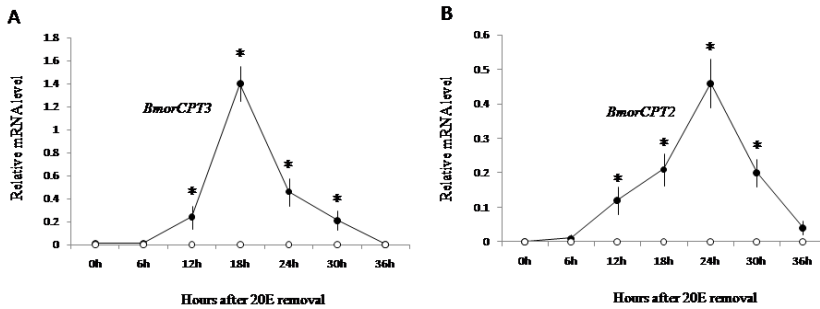 A
1.8
1.6
1.4
1.2
1
0.8
0.6
0.4
0.2
0
Relative mRNA level
BmorCPT3
*
*
*
*
0h 6h 12h 18h 24h 30h 36h
Hours after 20E removal
B
0.6
0.5
0.4
0.3
0.2
0.1
0
Relative mRNA level
BmorCPT2
*
*
*
*
0h 6h 12h 18h 24h 30h 36h
Hours after 20E removal